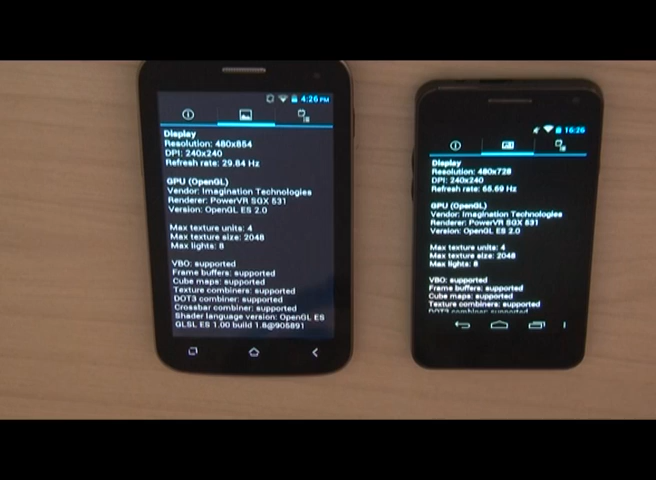 4:26 PM
Display
Resolution: 480x854
DPI: 240x240
Refresh rate: 29.84 Hz
GPU (OpenGL)
Vendor: Imagination Technologies
Renderer: PowerVR SGX 531
Version: OpenGL ES 2.0
Max texture units: 4
Max texture size: 2048
Max lights: 8
VBO: supported
Frame buffers: supported
Cube maps: supported
Texture combiners: supported
DOT3 combiner: supported
Crossbar combiner: supported
Shader language version: OpenGL ES
GLSL ES 1.00 build 1.8@905891
16:26
Display
Resolution: 480x728
DPI: 240x240
Refresh rate: 65.69 Hz
GPU (OpenGL)
Vendor: Imagination Technologies
Renderer: PowerVR SGX 531
Version: OpenGL ES 2.0
Max texture units: 4
Max texture size: 2048
Max lights: 8
VBO: supported
Frame buffers: supported
Cube maps: supported
Texture combiners: supported
DOT3 combiner: supported